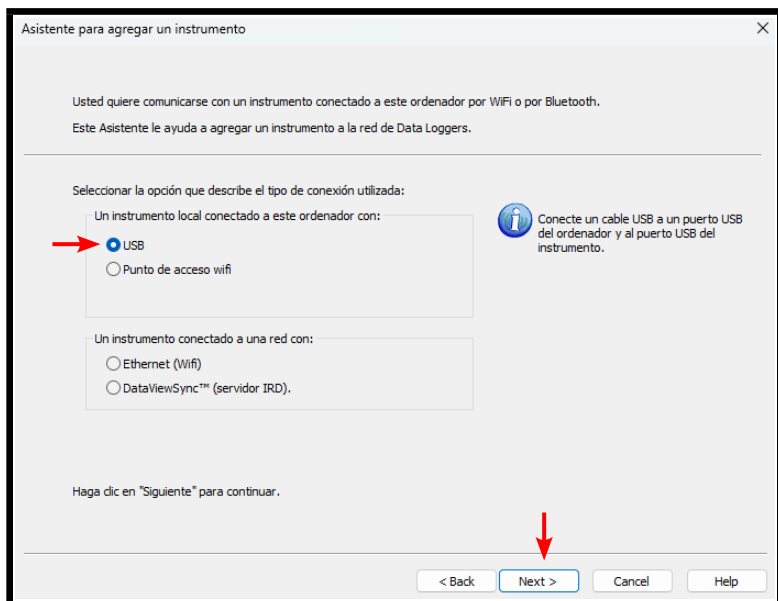 Asistente para agregar un instrumento
Usted quiere comunicarse con un instrumento conectado a este ordenador por WiFi o por Bluetooth.
Este Asistente le ayuda a agregar un instrumento a la red de Data Loggers.
Seleccionar la opción que describe el tipo de conexión utilizada:
Un instrumento local conectado a este ordenador con:
USB
Punto de acceso wifi
Conecte un cable USB a un puerto USB
del ordenador y al puerto USB del
instrumento.
Un instrumento conectado a una red con:
Ethernet (Wifi)
DataViewSync™ (servidor IRD).
Haga clic en "Siguiente" para continuar.
< Back
Next >
Cancel
Help